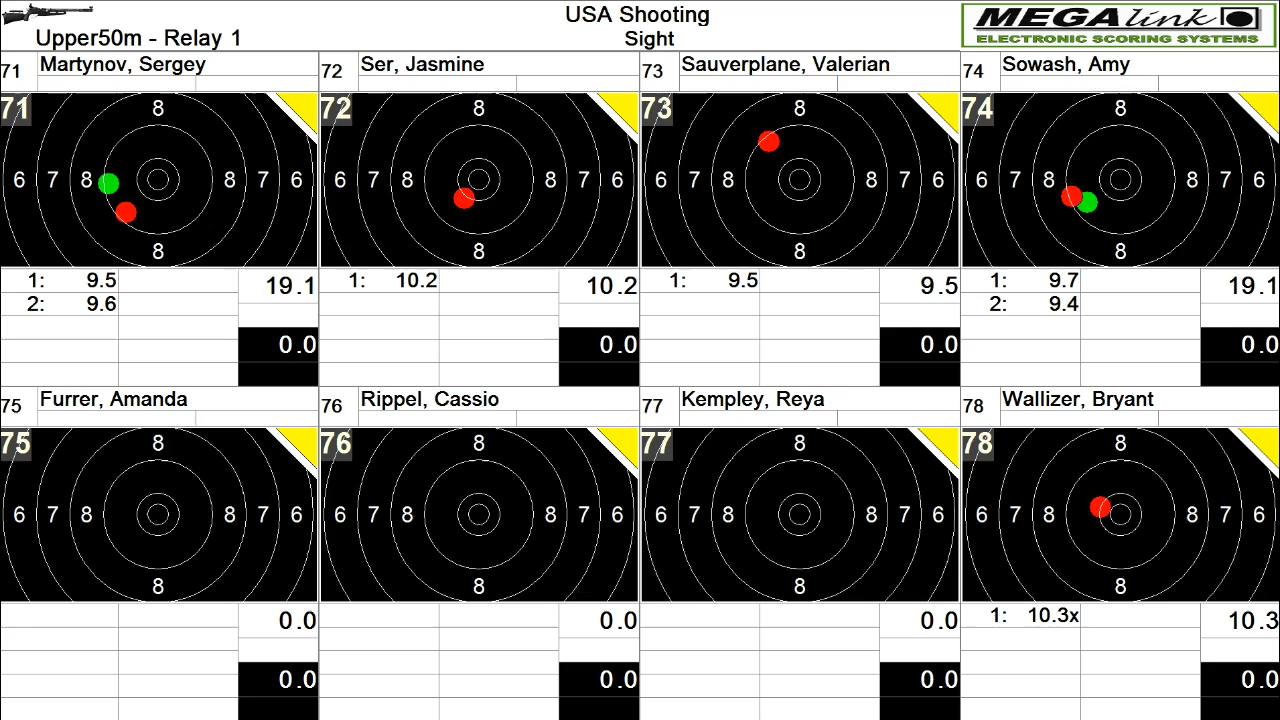 USA Shooting
Upper50m - Relay 1
Sight
MEGAlink
ELECTRONIC SCORING SYSTEMS
71 Martynov, Sergey
72 Ser, Jasmine
73 Sauverplane, Valerian
74 Sowash, Amy
71 8 72 8 73 8 74 8
6 7 8 8 7 6 6 7 8 8 7 6 6 7 8 8 7 6 6 7 8 8 7 6
8 8 8 8
1: 9.5 19.1 1: 10.2 10.2 1: 9.5 9.5 1: 9.7 19.1
2: 9.6 2: 9.4
0.0 0.0 0.0 0.0
75 Furrer, Amanda
76 Rippel, Cassio
77 Kempley, Reya
78 Wallizer, Bryant
75 8 76 8 77 8 78 8
6 7 8 8 7 6 6 7 8 8 7 6 6 7 8 8 7 6 6 7 8 8 7 6
8 8 8 8
0.0 0.0 0.0 1: 10.3x 10.3
0.0 0.0 0.0 0.0